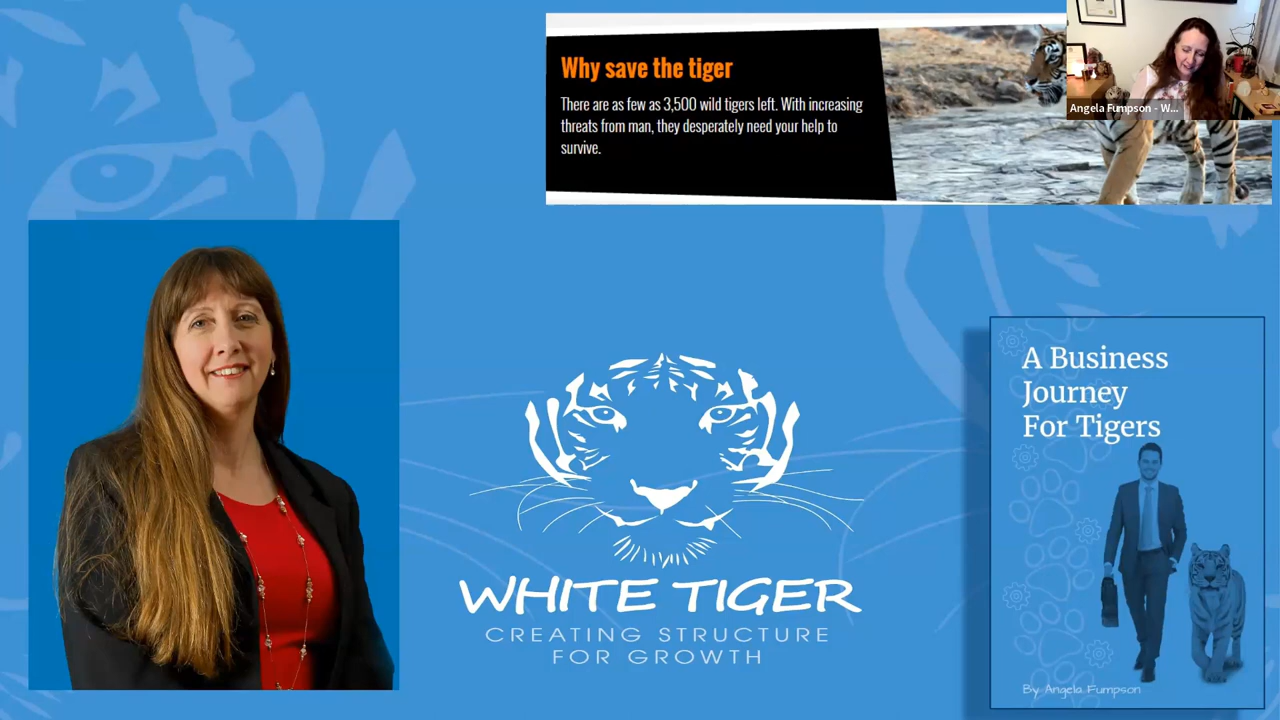 Why save the tiger
There are as few as 3,500 wild tigers left. With increasing
threats from man, they desperately need your help to
survive.
Angela Fumpson - W...
A Business
Journey
For Tigers
WHITE TIGER
CREATING STRUCTURE
FOR GROWTH
By Angela Fumpson